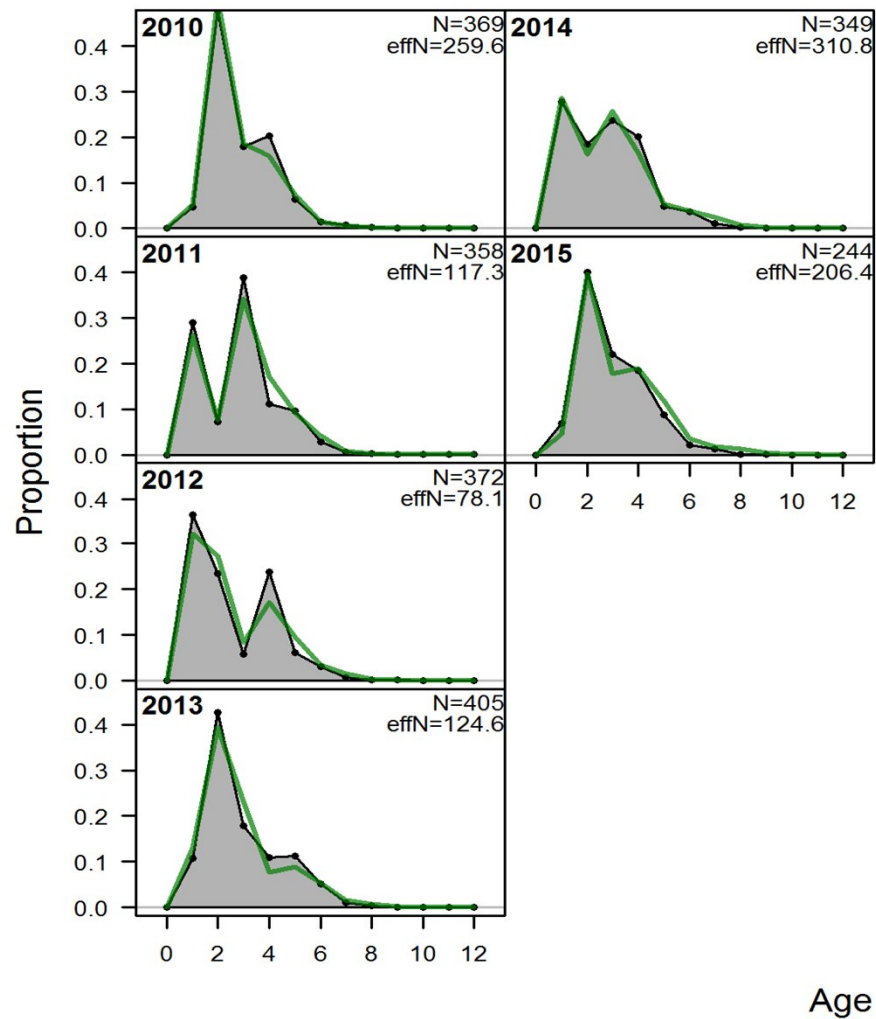 Proportion
2010
N=369
effN=259.6
0.4
0.3
0.2
0.1
0.0
2011
N=358
effN=117.3
0.4
0.3
0.2
0.1
0.0
2012
N=372
effN=78.1
0.4
0.3
0.2
0.1
0.0
2013
N=405
effN=124.6
0.4
0.3
0.2
0.1
0.0
0 2 4 6 8 10 12
2014
N=349
effN=310.8
2015
N=244
effN=206.4
0 2 4 6 8 10 12
Age